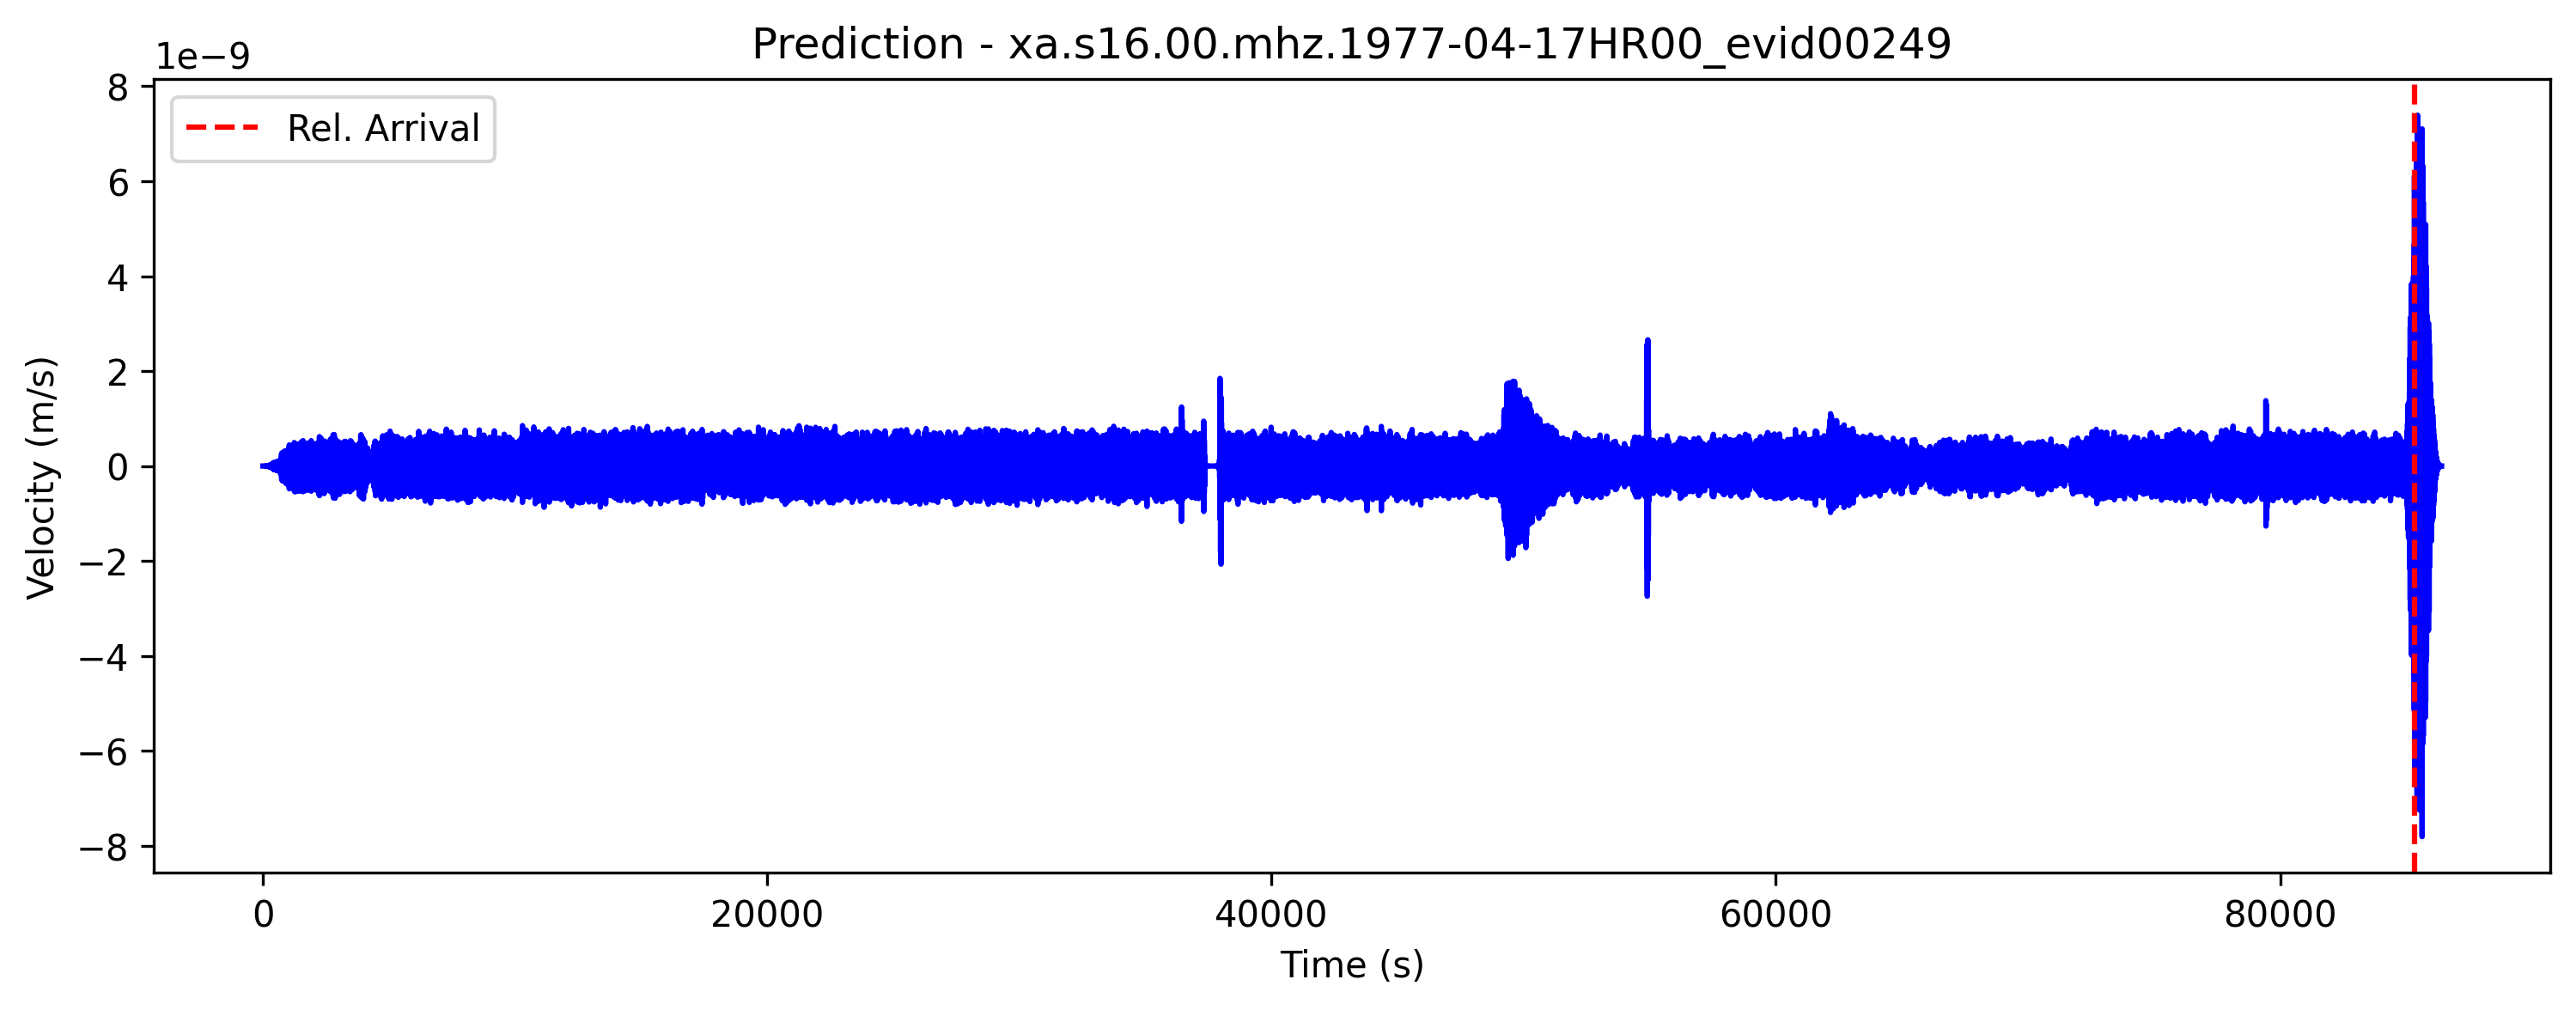 Prediction - xa.s16.00.mhz.1977-04-17HR00_evid00249
1e−9
Rel. Arrival
8
6
4
2
0
−2
−4
−6
−8
Velocity (m/s)
0 20000 40000 60000 80000
Time (s)